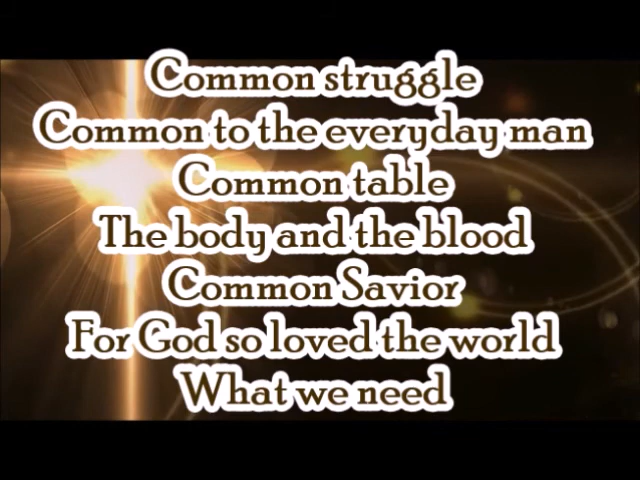 Common struggle
Common to the everyday man
Common table
The body and the blood
Common Savior
For God so loved the world
What we need